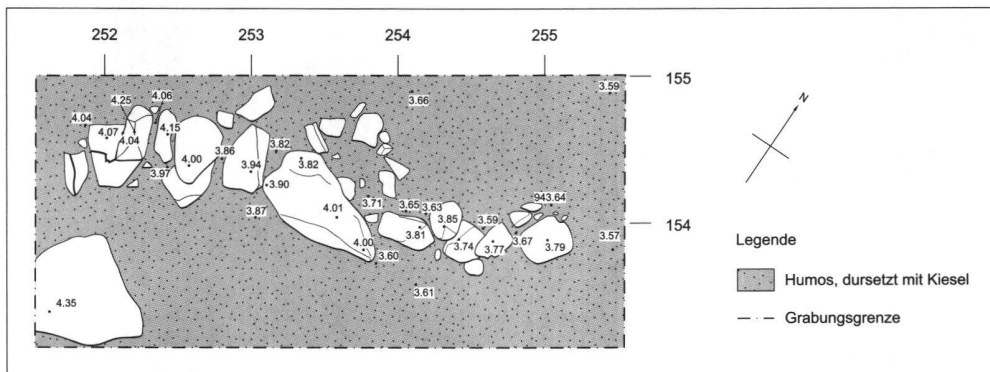 252 253 254 255
155
3.59
4.06
3.66
4.25
4.04
4.15
4.07 4.04
3.86 3.82
4.00 3.82
3.97 3.94
3.90
943.64
3.71 3.65 3.63
3.87 4.01 3.85 3.59
154
3.81 3.67 3.57
4.00 3.74 3.77 3.79
3.60
3.61
4.35
N
Legende
Humos, dursetzt mit Kiesel
Grabungsgrenze